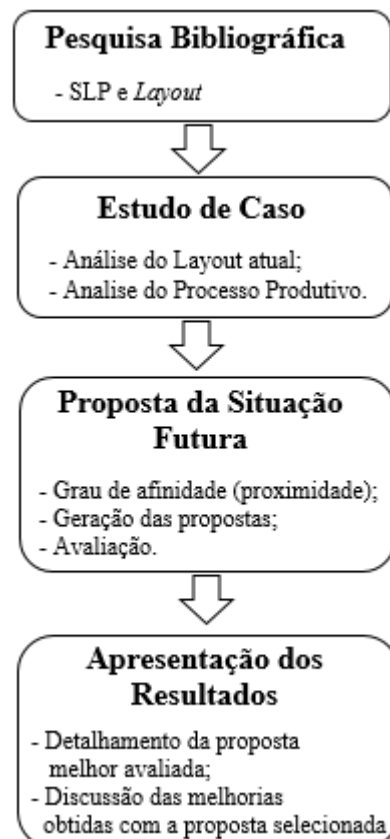 Pesquisa Bibliográfica
- SLP e Layout
Estudo de Caso
- Análise do Layout atual;
- Analise do Processo Produtivo.
Proposta da Situação
Futura
- Grau de afinidade (proximidade);
- Geração das propostas;
- Avaliação.
Apresentação dos
Resultados
- Detalhamento da proposta
melhor avaliada;
- Discussão das melhorias
obtidas com a proposta selecionada